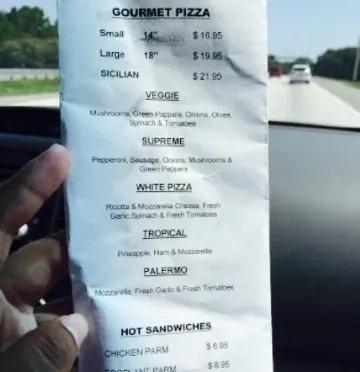 GOURMET PIZZA
Small 14" $ 16.95
Large 18" $ 19.95
SICILIAN $ 21.95
VEGGIE
Mushrooms, Green Peppers, Onions, Olives,
Spinach & Tomatoes
SUPREME
Pepperoni, Sausage, Onions, Mushrooms &
Green Peppers
WHITE PIZZA
Ricotta & Mozzarella Cheese, Fresh
Garlic Spinach & Fresh Tomatoes
TROPICAL
Pineapple, Ham & Mozzarella
PALERMO
Mozzarella, Fresh Garlic & Fresh Tomatoes
HOT SANDWICHES
CHICKEN PARM $ 6.95
EGGPLANT PARM $ 6.95